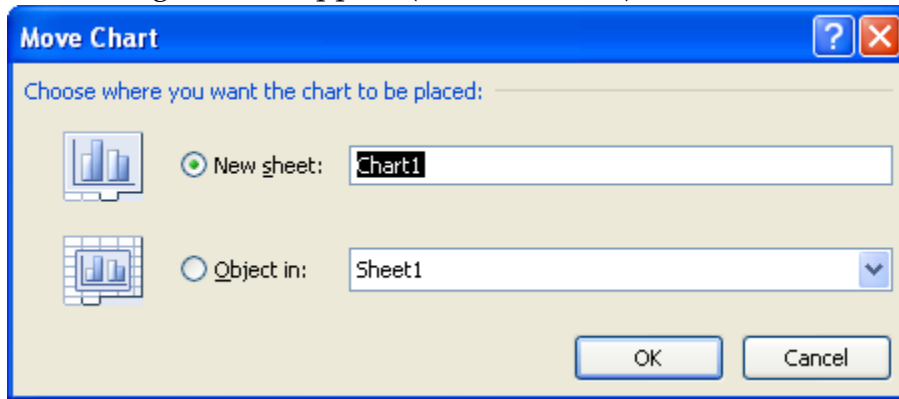 Move Chart
Choose where you want the chart to be placed:
New sheet: Chart1
Object in: Sheet1
OK Cancel